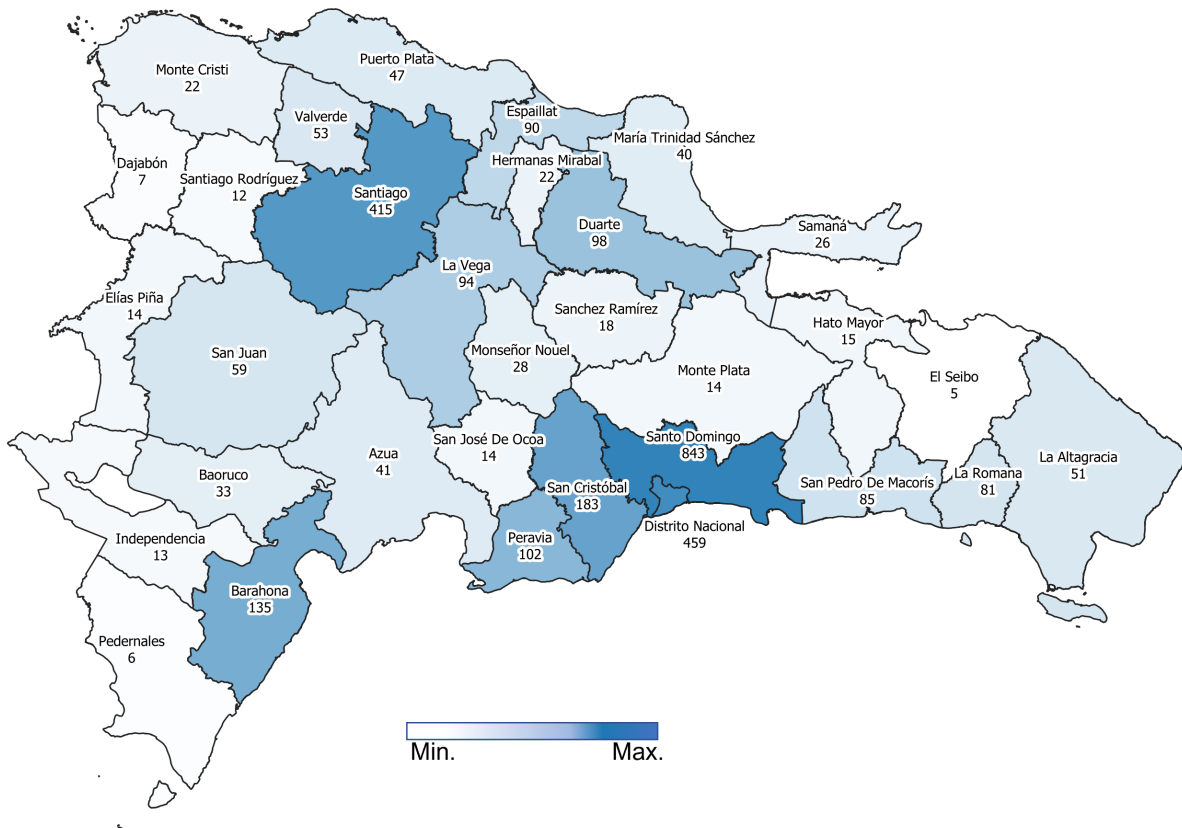 Puerto Plata
47
Monte Cristi
22
Espaillat
90
Valverde
53
María Trinidad Sánchez
40
Hermanas Mirabal
22
Dajabón
7
Santiago Rodríguez
12
Santiago
415
Duarte
98
Samaná
26
La Vega
94
Elías Piña
14
Sanchez Ramírez
18
Hato Mayor
15
San Juan
59
Monseñor Nouel
28
Monte Plata
14
El Seibo
5
San José De Ocoa
14
Santo Domingo
843
Azua
41
La Altagracia
51
Baoruco
33
La Romana
81
San Pedro De Macorís
85
San Cristóbal
183
Distrito Nacional
459
Independencia
13
Peravia
102
Barahona
135
Pedernales
6
Min.
Max.